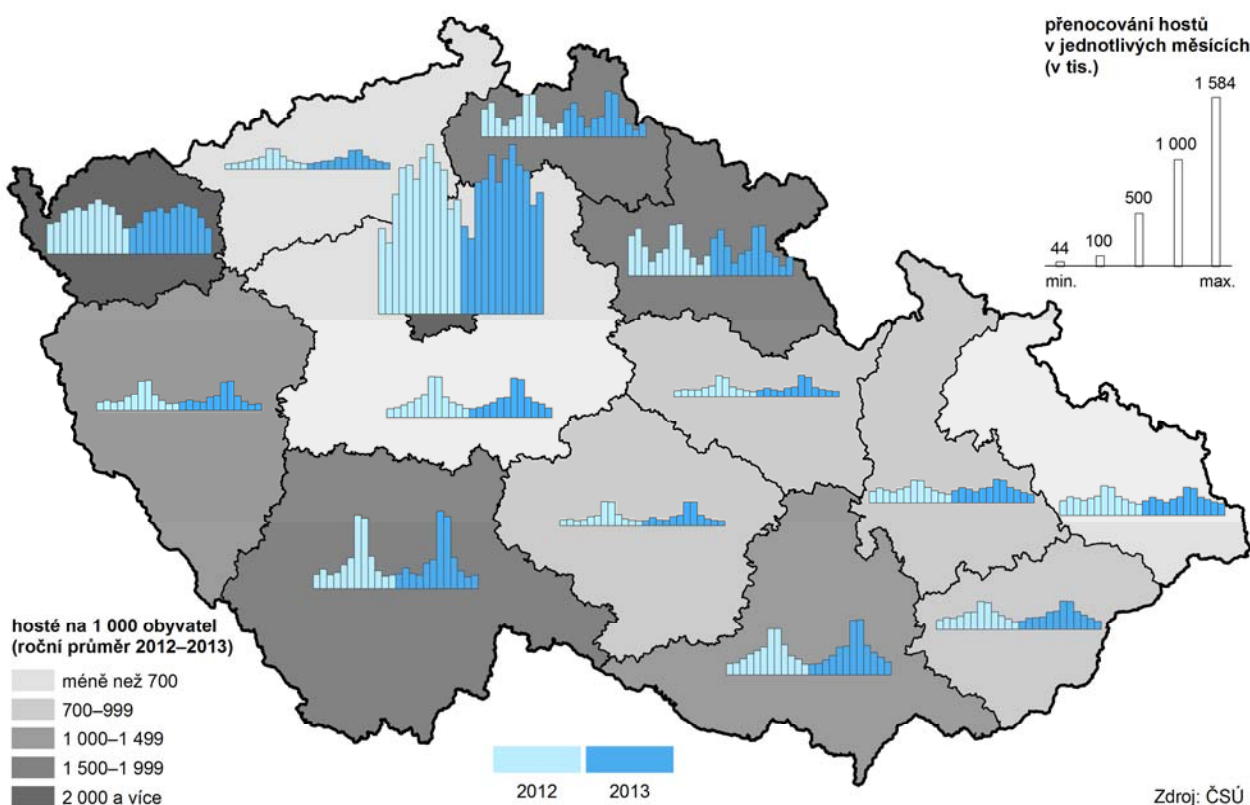 přenocování hostů
v jednotlivých měsících
(v tis.)
1 584
1 000
500
100
44
min.
max.
hosté na 1 000 obyvatel
(roční průměr 2012–2013)
méně než 700
700–999
1 000–1 499
1 500–1 999
2 000 a více
2012
2013
Zdroj: ČSÚ